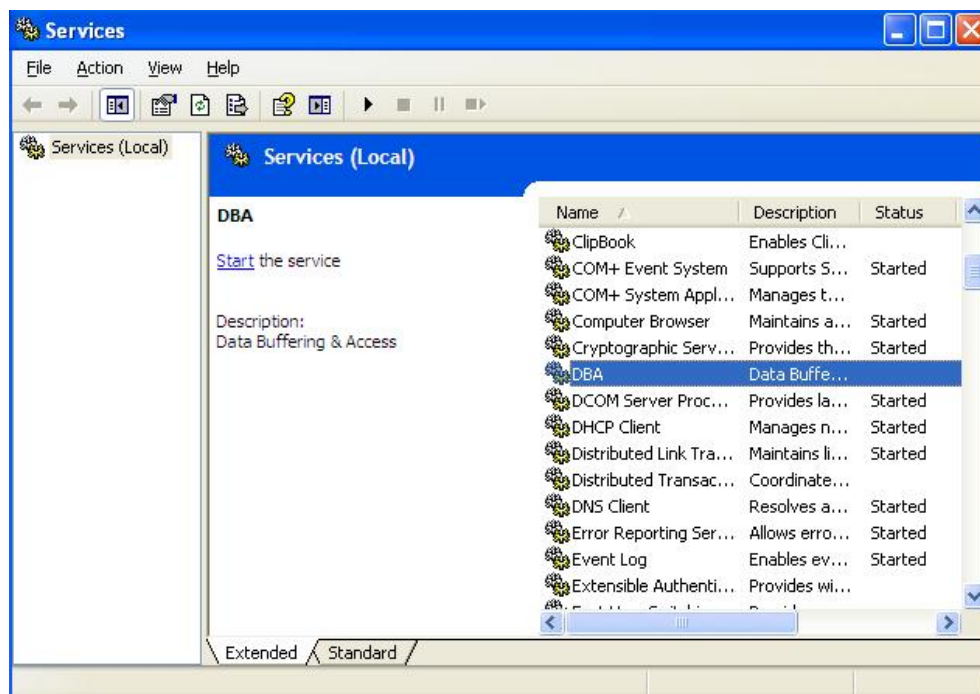 Services
File Action View Help
Services (Local)
Services (Local)
DBA
Start the service
Description:
Data Buffering & Access
Name Description Status
ClipBook Enables Cli...
COM+ Event System Supports S... Started
COM+ System Appl... Manages t...
Computer Browser Maintains a... Started
Cryptographic Serv... Provides th... Started
DBA Data Buffe...
DCOM Server Proc... Provides la... Started
DHCP Client Manages n... Started
Distributed Link Tra... Maintains li... Started
Distributed Transac... Coordinate...
DNS Client Resolves a... Started
Error Reporting Ser... Allows erro... Started
Event Log Enables ev... Started
Extensible Authenti... Provides wi...
Extended Standard